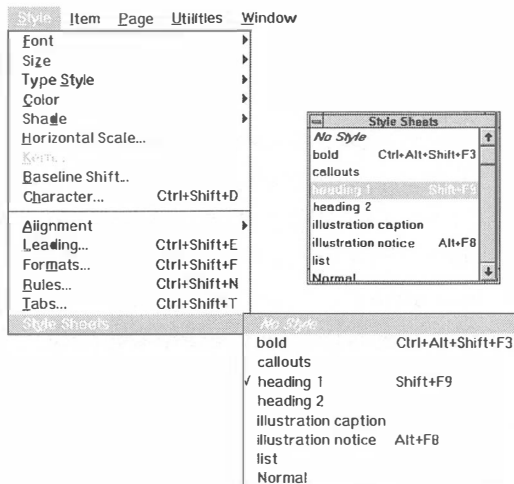 Style Item Page Utilities Window
Font
Size
Type Style
Color
Shade
Horizontal Scale...
Kern...
Baseline Shift...
Character... Ctrl+Shift+D
Alignment
Leading... Ctrl+Shift+E
Formats... Ctrl+Shift+F
Rules... Ctrl+Shift+N
Tabs... Ctrl+Shift+T
Style Sheets
Style Sheets
No Style
bold Ctrl+Alt+Shift+F3
callouts
heading 1 Shift+F9
heading 2
illustration caption
illustration notice Alt+F8
list
Normal
No Style
bold Ctrl+Alt+Shift+F3
callouts
✓ heading 1 Shift+F9
heading 2
illustration caption
illustration notice Alt+F8
list
Normal